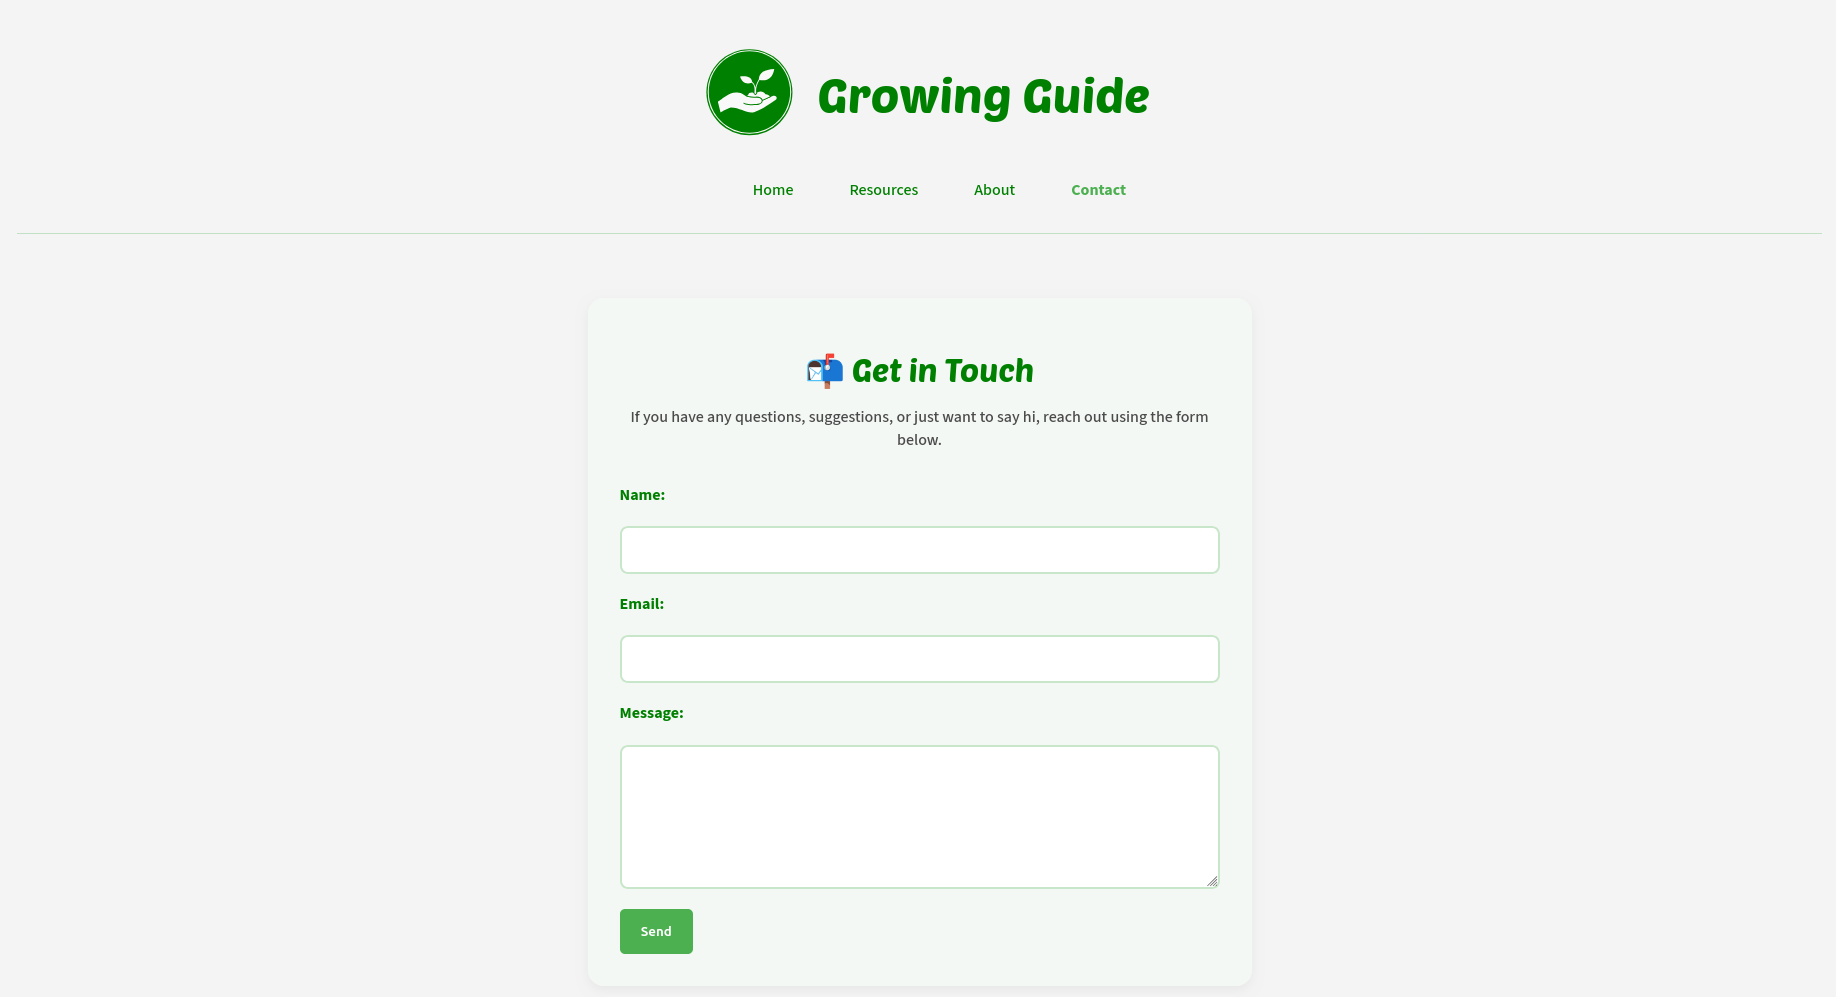 Growing Guide
Home Resources About Contact
📬 Get in Touch
If you have any questions, suggestions, or just want to say hi, reach out using the form
below.
Name:
Email:
Message:
Send